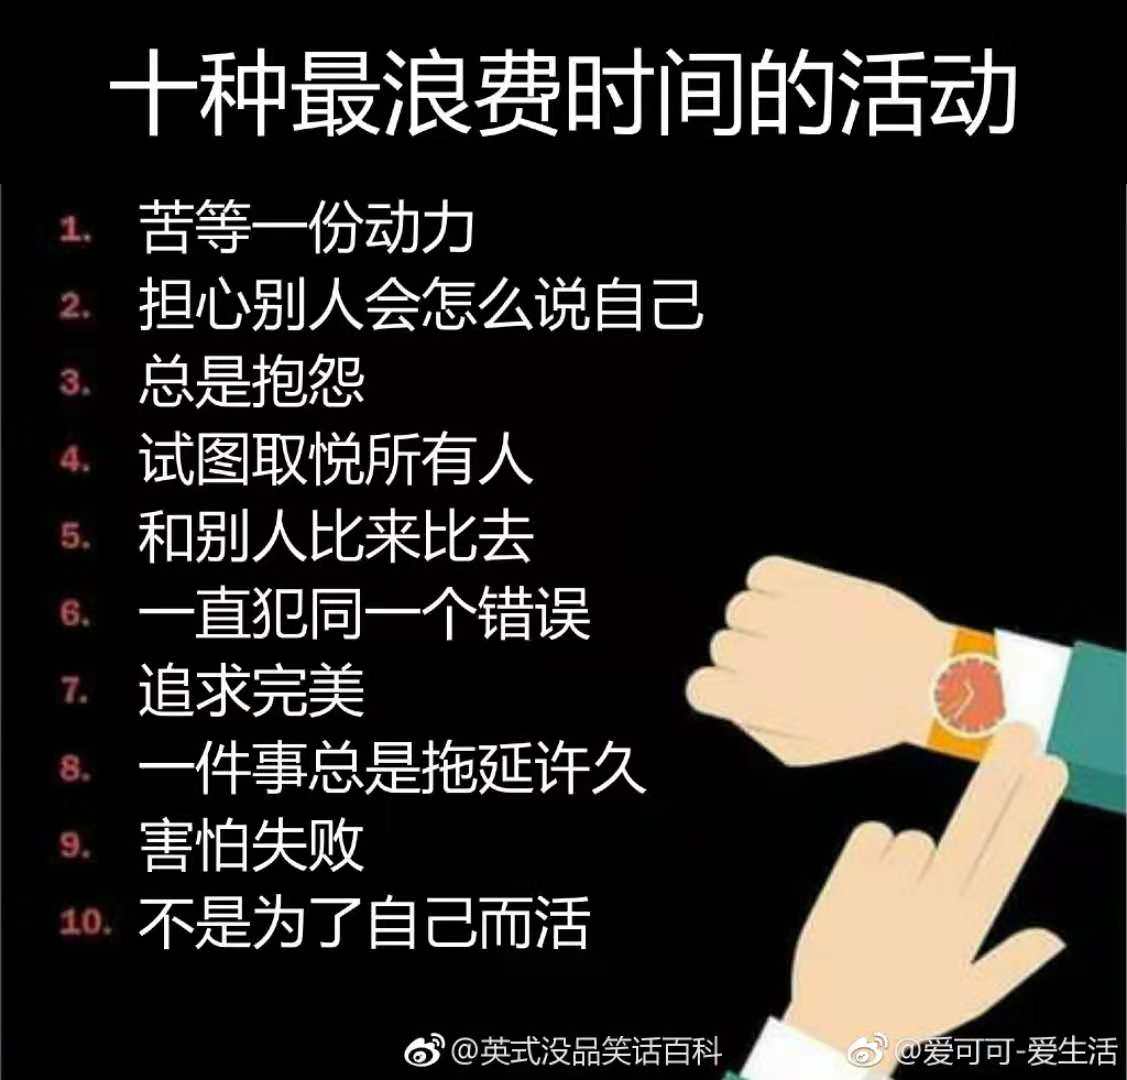 十种最浪费时间的活动
1. 苦等一份动力
2. 担心别人会怎么说自己
3. 总是抱怨
4. 试图取悦所有人
5. 和别人比来比去
6. 一直犯同一个错误
7. 追求完美
8. 一件事总是拖延许久
9. 害怕失败
10. 不是为了自己而活
@英式没品笑话百科 @爱可可-爱生活